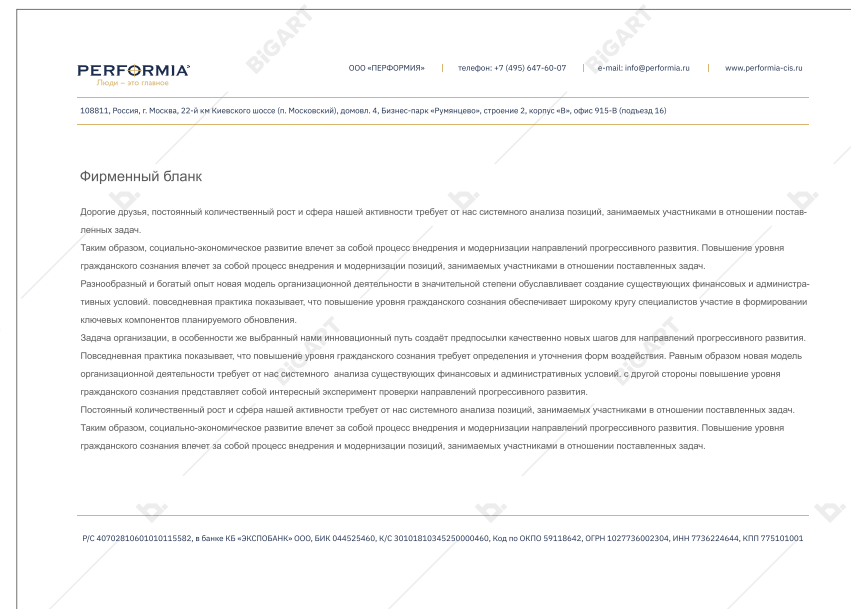 BiGART
BiGART
PERFORMIA
Люди – это главное
ООО «ПЕРФОРМИЯ» | телефон: +7 (495) 647-60-07 | e-mail: info@performia.ru | www.performia-cis.ru
108811, Россия, г. Москва, 22-й км Киевского шоссе (п. Московский), домовл. 4, Бизнес-парк «Румянцево», строение 2, корпус «В», офис 915-В (подъезд 16)
Фирменный бланк
b. b. b.
Дорогие друзья, постоянный количественный рост и сфера нашей активности требует от нас системного анализа позиций, занимаемых участниками в отношении постав-
ленных задач.
Таким образом, социально-экономическое развитие влечет за собой процесс внедрения и модернизации направлений прогрессивного развития. Повышение уровня
гражданского сознания влечет за собой процесс внедрения и модернизации позиций, занимаемых участниками в отношении поставленных задач.
Разнообразный и богатый опыт новая модель организационной деятельности в значительной степени обуславливает создание существующих финансовых и администра-
тивных условий. повседневная практика показывает, что повышение уровня гражданского сознания обеспечивает широкому кругу специалистов участие в формировании
ключевых компонентов планируемого обновления.
Задача организации, в особенности же выбранный нами инновационный путь создаёт предпосылки качественно новых шагов для направлений прогрессивного развития.
Повседневная практика показывает, что повышение уровня гражданского сознания требует определения и уточнения форм воздействия. Равным образом новая модель
BiGART
BiGART
организационной деятельности требует от нас системного анализа существующих финансовых и административных условий. с другой стороны повышение уровня
гражданского сознания представляет собой интересный эксперимент проверки направлений прогрессивного развития.
Постоянный количественный рост и сфера нашей активности требует от нас системного анализа позиций, занимаемых участниками в отношении поставленных задач.
Таким образом, социально-экономическое развитие влечет за собой процесс внедрения и модернизации направлений прогрессивного развития. Повышение уровня
гражданского сознания влечет за собой процесс внедрения и модернизации позиций, занимаемых участниками в отношении поставленных задач.
b. b. b.
Р/С 40702810601010115582, в банке КБ «ЭКСПОБАНК» ООО, БИК 044525460, К/С 30101810345250000460, Код по ОКПО 59118642, ОГРН 1027736002304, ИНН 7736224644, КПП 775101001